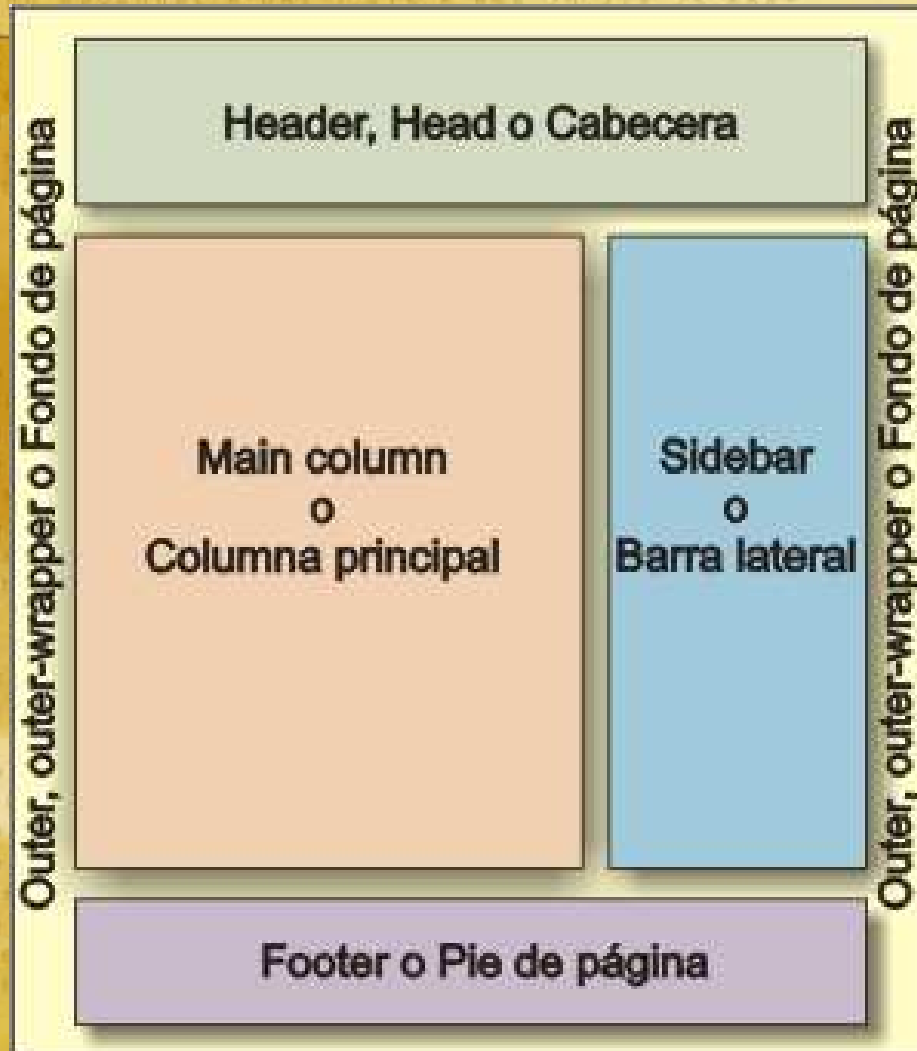 Header, Head o Cabecera
Outer, outer-wrapper o Fondo de página
Main column
o
Columna principal
Sidebar
o
Barra lateral
Outer, outer-wrapper o Fondo de página
Footer o Pie de página